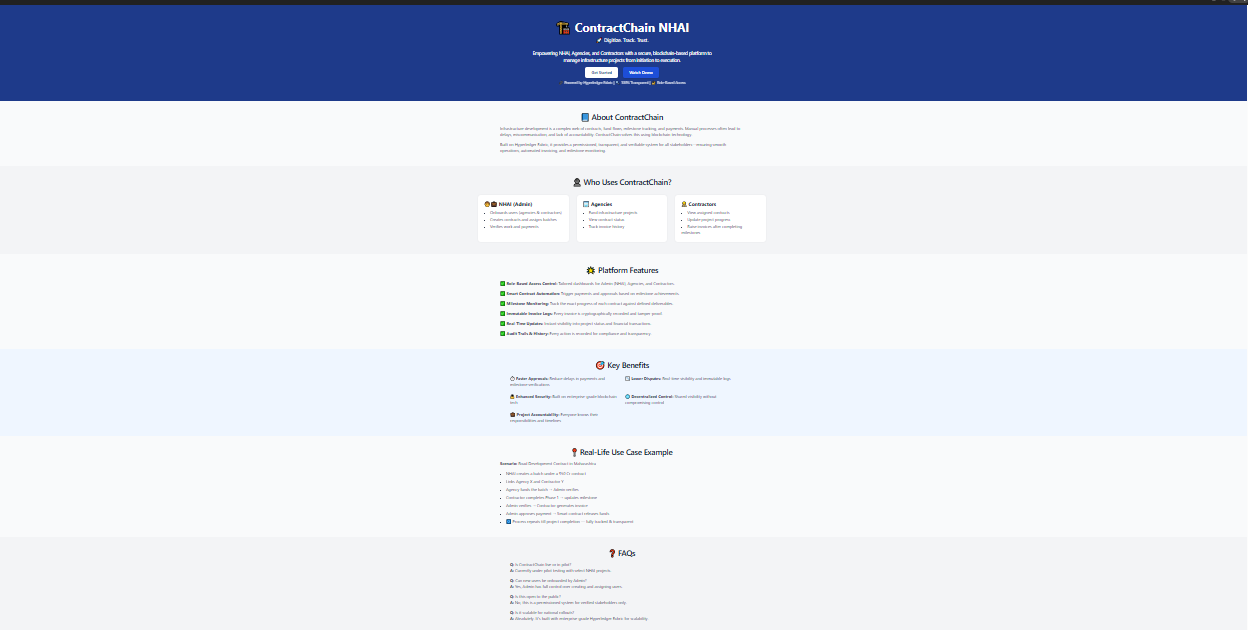 ContractChain NHAI
Digitize. Track. Trust.
Empowering NHAI, Agencies, and Contractors with a secure, blockchain-based platform to
manage infrastructure projects from initiation to execution.
Get Started
Watch Demo
Powered by Hyperledger Fabric | 100% Transparent | Role-Based Access
About ContractChain
Infrastructure development is a complex web of contracts, fund flows, milestone tracking, and payments. Manual processes often lead to
delays, miscommunication, and lack of accountability. ContractChain solves this using blockchain technology.
Built on Hyperledger Fabric, it provides a permissioned, transparent, and verifiable system for all stakeholders - ensuring smooth
operations, automated invoicing, and milestone monitoring.
Who Uses ContractChain?
NHAI (Admin)
• Onboards users (agencies & contractors)
• Creates contracts and assigns batches
• Verifies work and payments
Agencies
• Fund infrastructure projects
• View contract status
• Track invoice history
Contractors
• View assigned contracts
• Update project progress
• Raise invoices after completing
milestones
Platform Features
Role-Based Access Control: Tailored dashboards for Admin (NHAI), Agencies, and Contractors.
Smart Contract Automation: Trigger payments and approvals based on milestone achievements.
Milestone Monitoring: Track the exact progress of each contract against defined deliverables.
Immutable Invoice Logs: Every invoice is cryptographically recorded and tamper-proof.
Real-Time Updates: Instant visibility into project status and financial transactions.
Audit Trails & History: Every action is recorded for compliance and transparency.
Key Benefits
Faster Approvals: Reduce delays in payments and
milestone verifications.
Lower Disputes: Real-time visibility and immutable logs.
Enhanced Security: Built on enterprise-grade blockchain
tech.
Decentralized Control: Shared visibility without
compromising control.
Project Accountability: Everyone knows their
responsibilities and timelines.
Real-Life Use Case Example
Scenario: Road Development Contract in Maharashtra
• NHAI creates a batch under a contract
• Links Agency X and Contractor Y
• Agency funds the batch → Admin verifies
• Contractor completes Phase 1 → updates milestone
• Admin verifies → Contractor generates invoice
• Admin approves payment → Smart contract releases funds
• Process repeats till project completion — fully tracked & transparent
FAQs
Q: Is ContractChain live or in pilot?
A: Currently under pilot testing with select NHAI projects.
Q: Can new users be onboarded by Admin?
A: Yes, Admin has full control over creating and assigning users.
Q: Is this open to the public?
A: No, this is a permissioned system for verified stakeholders only.
Q: Is it scalable for national rollout?
A: Absolutely. It's built with enterprise-grade Hyperledger Fabric for scalability.